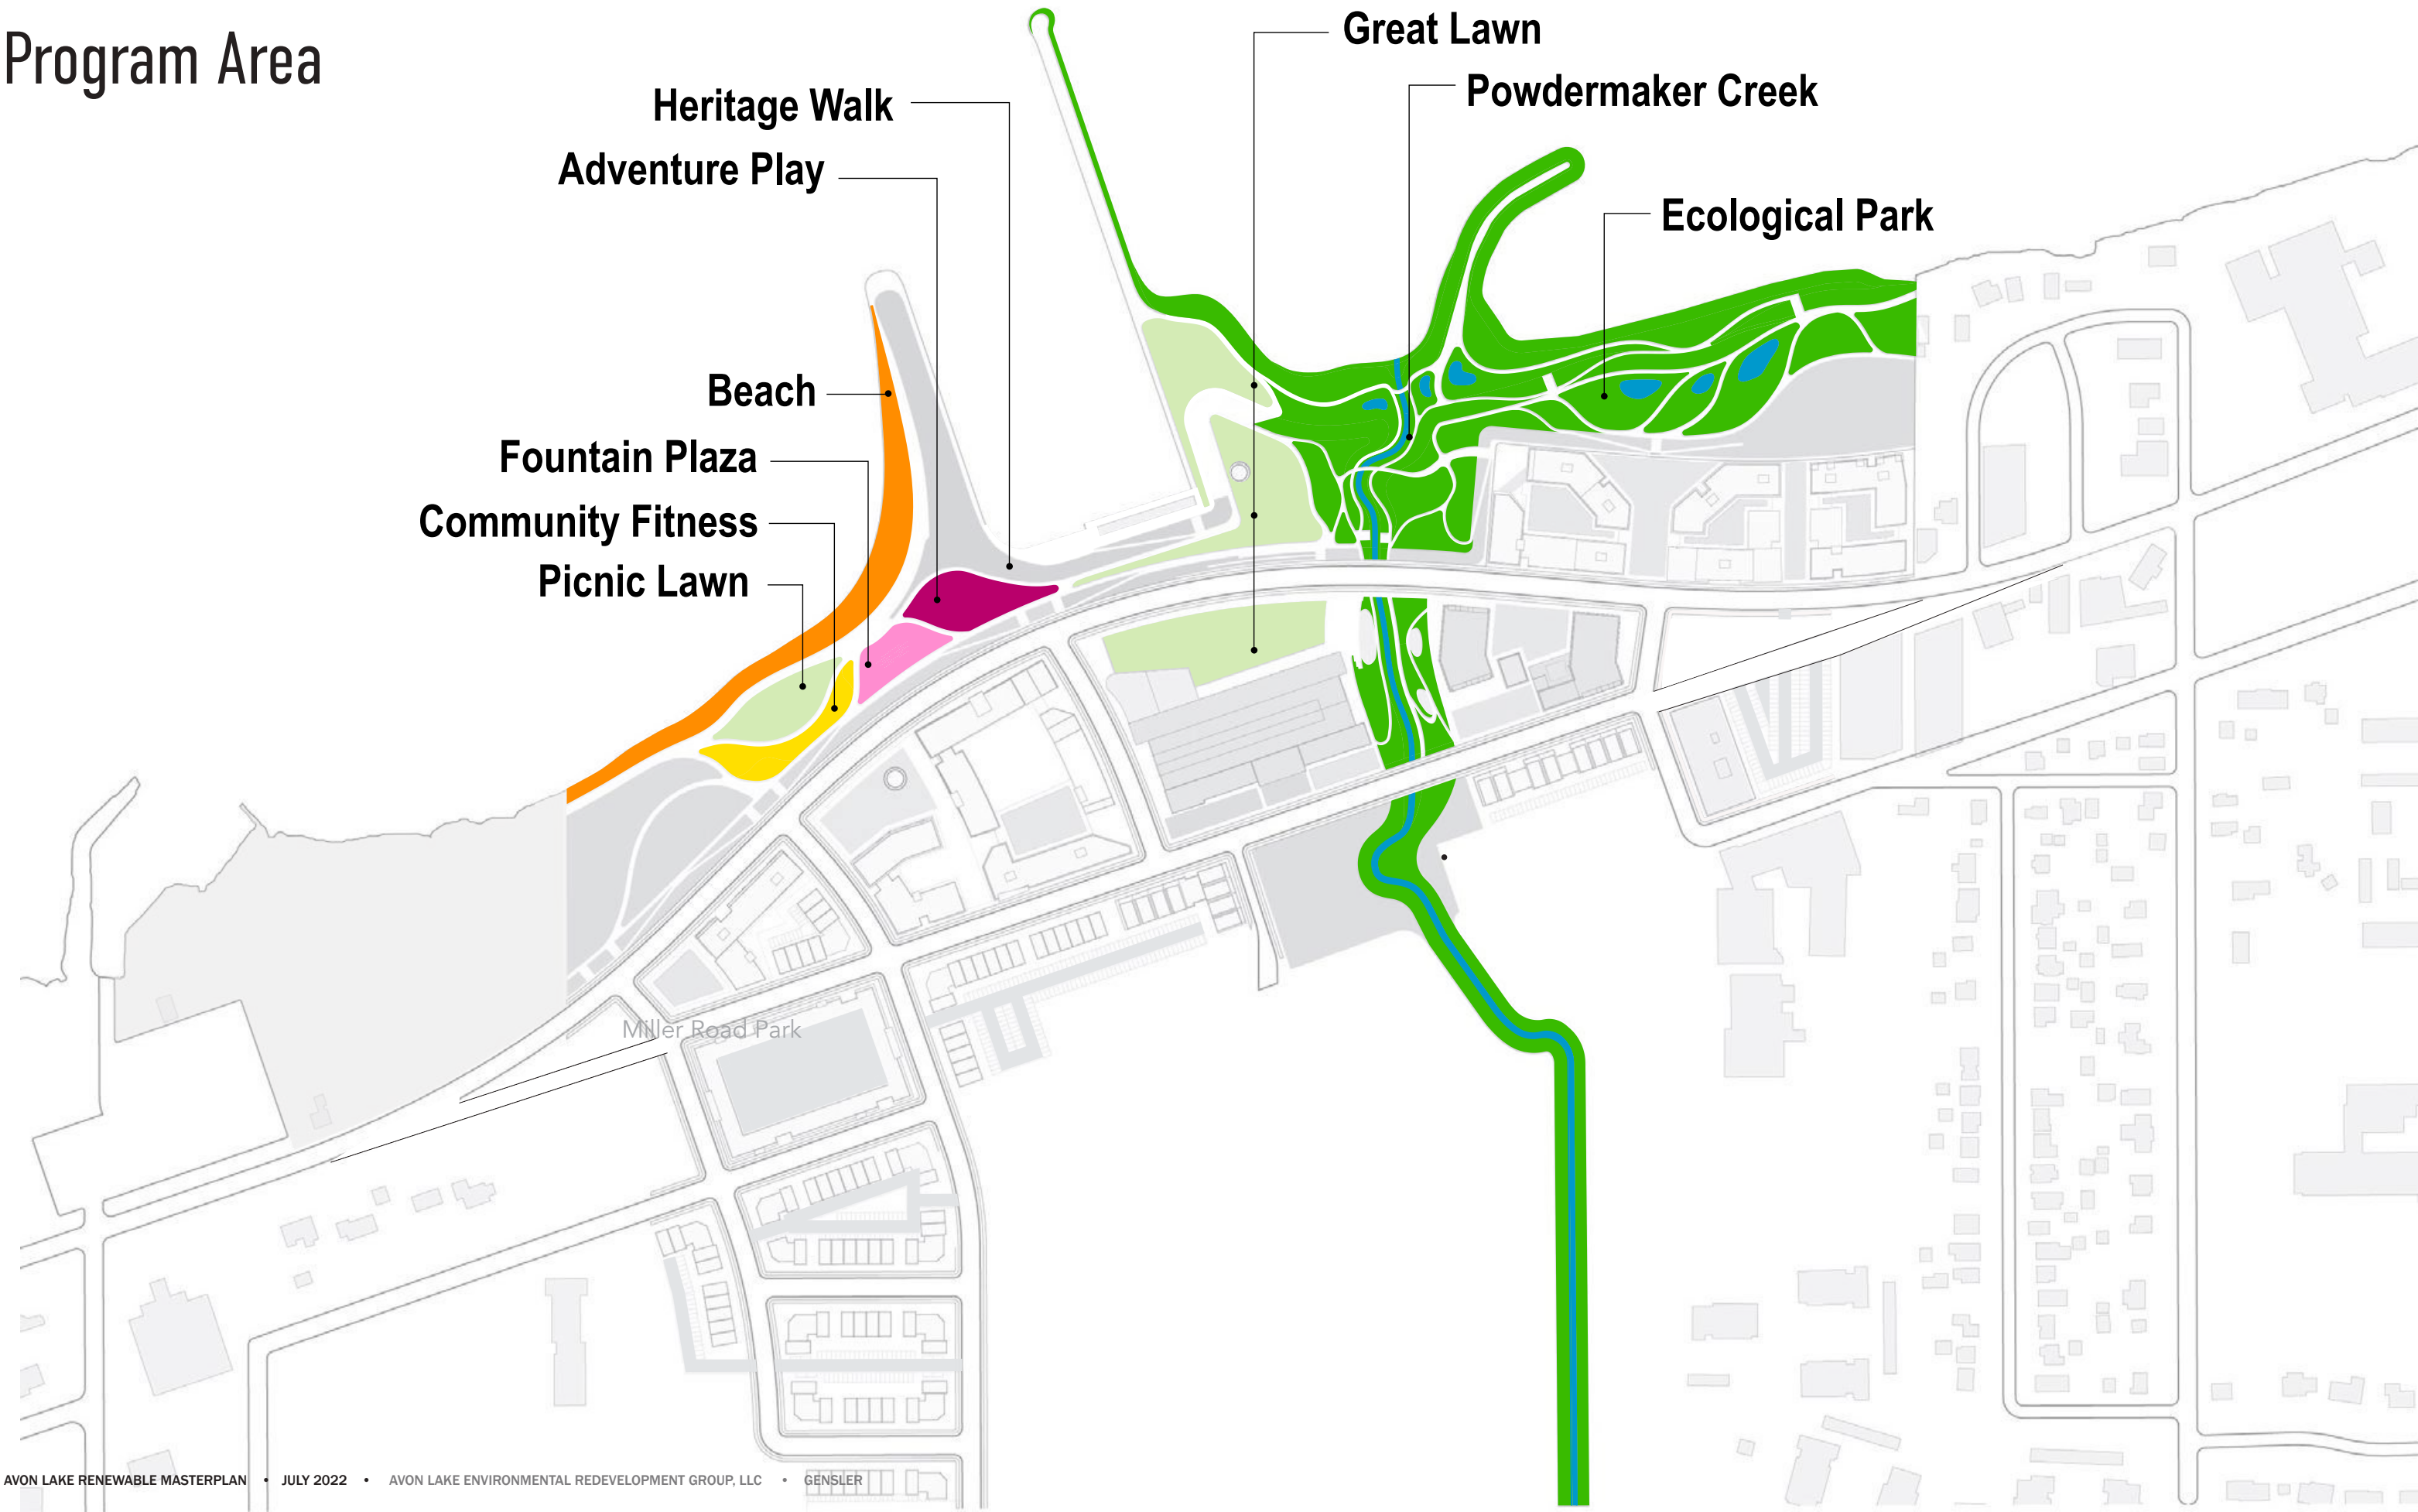 Program Area
Great Lawn
Powdermaker Creek
Heritage Walk
Adventure Play
Ecological Park
Beach
Fountain Plaza
Community Fitness
Picnic Lawn
Miller Road Park
AVON LAKE RENEWABLE MASTERPLAN • JULY 2022 • AVON LAKE ENVIRONMENTAL REDEVELOPMENT GROUP, LLC • GENSLER